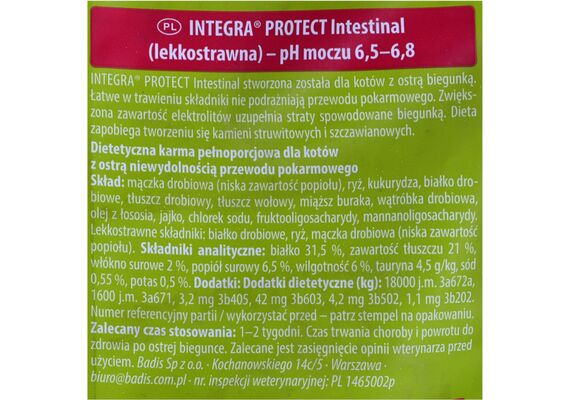 PL INTEGRA® PROTECT Intestinal
(lekkostrawna) – pH moczu 6,5–6,8
INTEGRA® PROTECT Intestinal stworzona została dla kotów z ostrą biegunką.
Łatwe w trawieniu składniki nie podrażniają przewodu pokarmowego. Zwięk-
szona zawartość elektrolitów uzupełnia straty spowodowane biegunką. Dieta
zapobiega tworzeniu się kamieni struwitowych i szczawianowych.
Dietetyczna karma pełnoporcjowa dla kotów
z ostrą niewydolnością przewodu pokarmowego
Skład: mączka drobiowa (niska zawartość popiołu), ryż, kukurydza, białko dro-
biowe, tłuszcz drobiowy, tłuszcz wołowy, miąższ buraka, wątróbka drobiowa,
olej z łososia, jajko, chlorek sodu, fruktooligosacharydy, mannanoligosacharydy.
Lekkostrawne składniki: białko drobiowe, ryż, mączka drobiowa (niska zawartość
popiołu). Składniki analityczne: białko 31,5 %, zawartość tłuszczu 21 %,
włókno surowe 2 %, popiół surowy 6,5 %, wilgotność 6 %, tauryna 4,5 g/kg, sód
0,55 %, potas 0,5 %. Dodatki: Dodatki dietetyczne (kg): 18000 j.m. 3a672a,
1600 j.m. 3a671, 3,2 mg 3b405, 42 mg 3b603, 4,2 mg 3b502, 1,1 mg 3b202.
Numer referencyjny partii / wykorzystać przed – patrz stempel na opakowaniu.
Zalecany czas stosowania: 1–2 tygodni. Czas trwania choroby i powrotu do
zdrowia po ostrej biegunce. Zalecane jest zasięgnięcie opinii wterynarza przed
użyciem. Badis Sp z o.o. · Kochanowskiego 14c/5 · Warszawa ·
biuro@badis.com.pl · nr. inspekcji weterynaryjnej: PL 1465002p